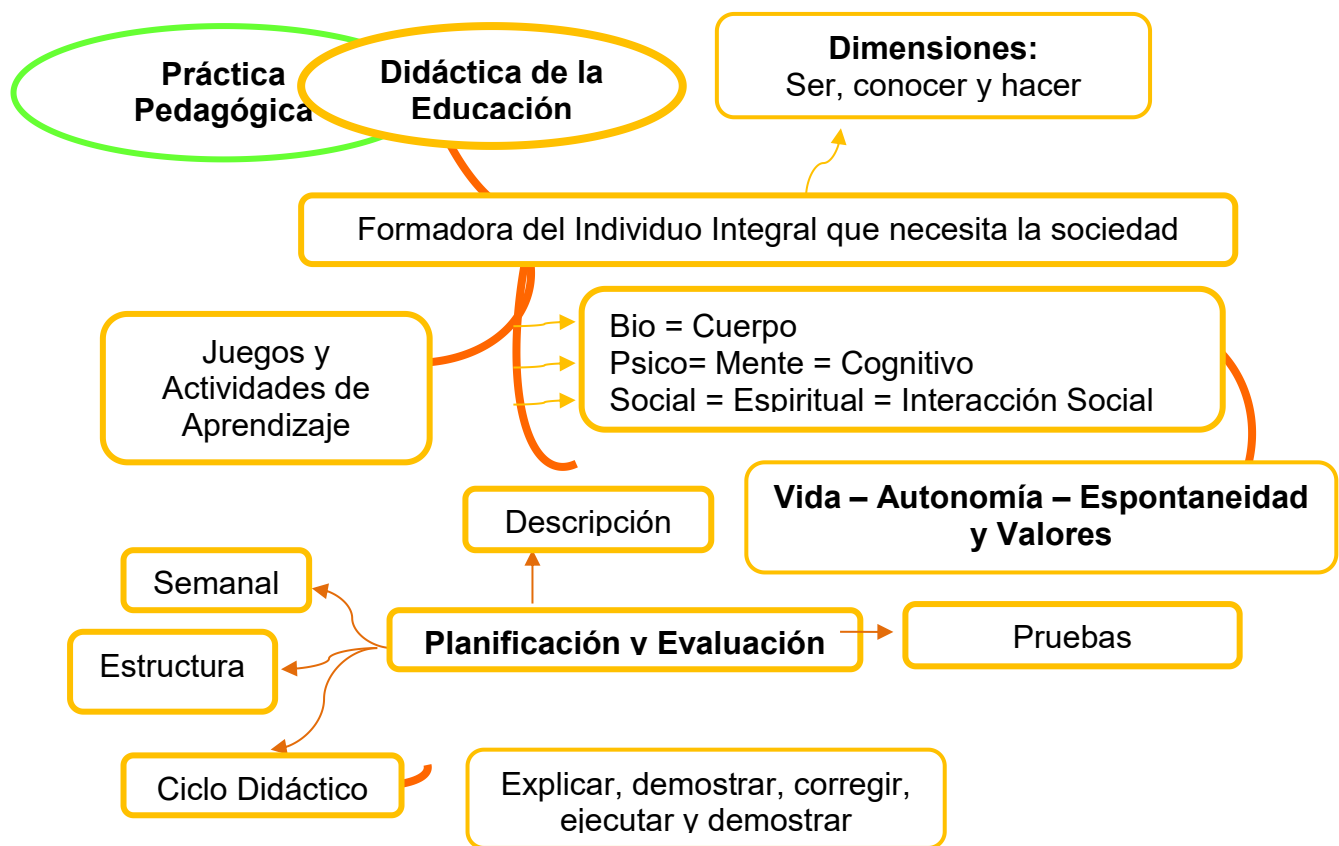 Práctica
Pedagógica
Didáctica de la
Educación
Dimensiones:
Ser, conocer y hacer
Formadora del Individuo Integral que necesita la sociedad
Juegos y
Actividades de
Aprendizaje
Bio = Cuerpo
Psico= Mente = Cognitivo
Social = Espiritual = Interacción Social
Vida – Autonomía – Espontaneidad
y Valores
Descripción
Semanal
Planificación y Evaluación
Pruebas
Estructura
Ciclo Didáctico
Explicar, demostrar, corregir,
ejecutar y demostrar